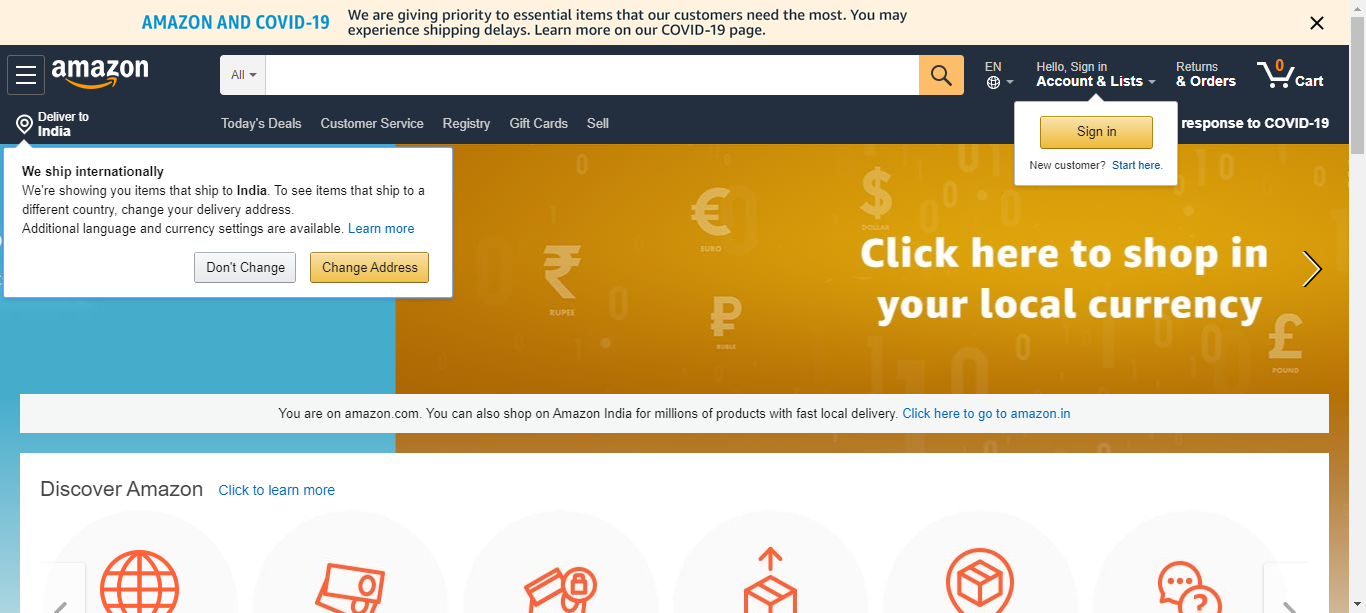 AMAZON AND COVID-19
We are giving priority to essential items that our customers need the most. You may
experience shipping delays. Learn more on our COVID-19 page.
amazon
All
EN
Hello, Sign in
Account & Lists
Returns
& Orders
0
Cart
Deliver to
India
Today's Deals
Customer Service
Registry
Gift Cards
Sell
response to COVID-19
Sign in
New customer? Start here.
We ship internationally
We're showing you items that ship to India. To see items that ship to a
different country, change your delivery address.
Additional language and currency settings are available. Learn more
Don't Change
Change Address
€
EURO
$
DOLLAR
₹
RUPEE
₽
RUBLE
£
POUND
Click here to shop in
your local currency
You are on amazon.com. You can also shop on Amazon India for millions of products with fast local delivery. Click here to go to amazon.in
Discover Amazon
Click to learn more